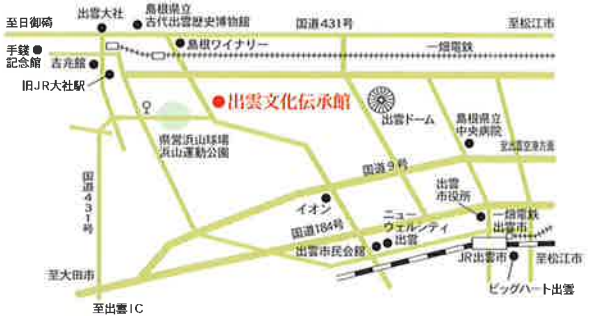 至日御碕
出雲大社
島根県立
古代出雲歴史博物館
国道431号
至松江市
手錢
記念館
吉兆館
島根ワイナリー
一畑電鉄
旧JR大社駅
出雲文化伝承館
出雲ドーム
島根県立
中央病院
県営浜山球場
浜山運動公園
至出雲空港方面
国道9号
国道431号
イオン
出雲
市役所
国道184号
ニュー
ウェルシティ
出雲
一畑電鉄
出雲市
出雲市民会館
JR出雲市
至松江市
至大田市
ビッグハート出雲
至出雲IC